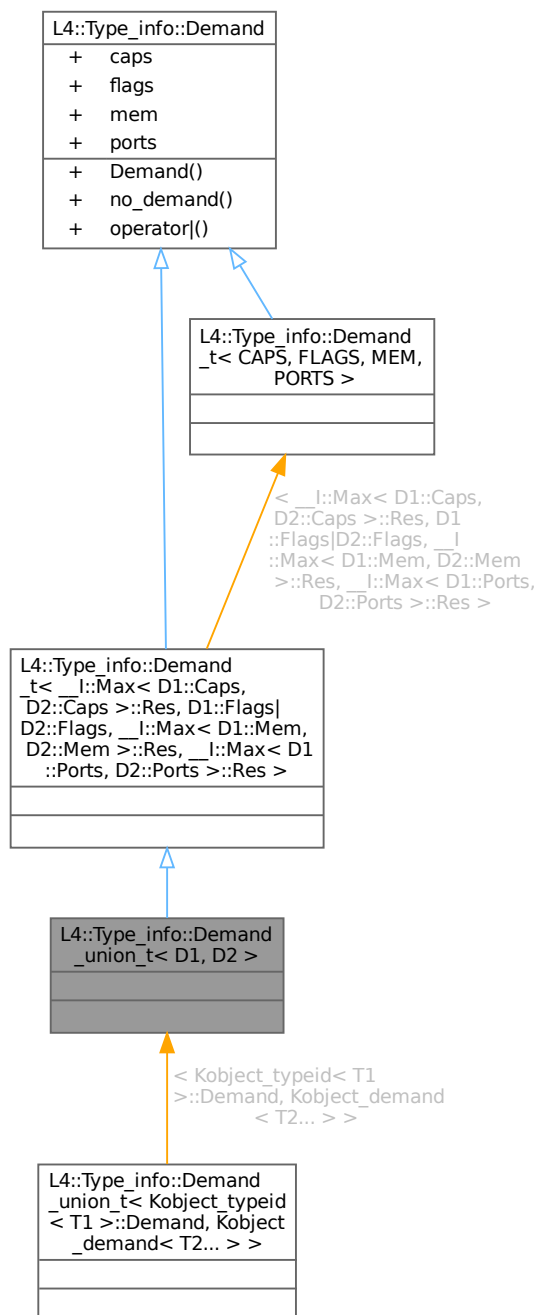 L4::Type_info::Demand
+ caps
+ flags
+ mem
+ ports
+ Demand()
+ no_demand()
+ operator|()
L4::Type_info::Demand
_t< CAPS, FLAGS, MEM,
PORTS >
< __I::Max< D1::Caps,
D2::Caps >::Res, D1
::Flags|D2::Flags, __I
::Max< D1::Mem, D2::Mem
>::Res, __I::Max< D1::Ports,
D2::Ports >::Res >
L4::Type_info::Demand
_t< __I::Max< D1::Caps,
D2::Caps >::Res, D1::Flags|
D2::Flags, __I::Max< D1::Mem,
D2::Mem >::Res, __I::Max< D1
::Ports, D2::Ports >::Res >
L4::Type_info::Demand
_union_t< D1, D2 >
< Kobject_typeid< T1
>::Demand, Kobject_demand
< T2... > >
L4::Type_info::Demand
_union_t< Kobject_typeid
< T1 >::Demand, Kobject
_demand< T2... > >